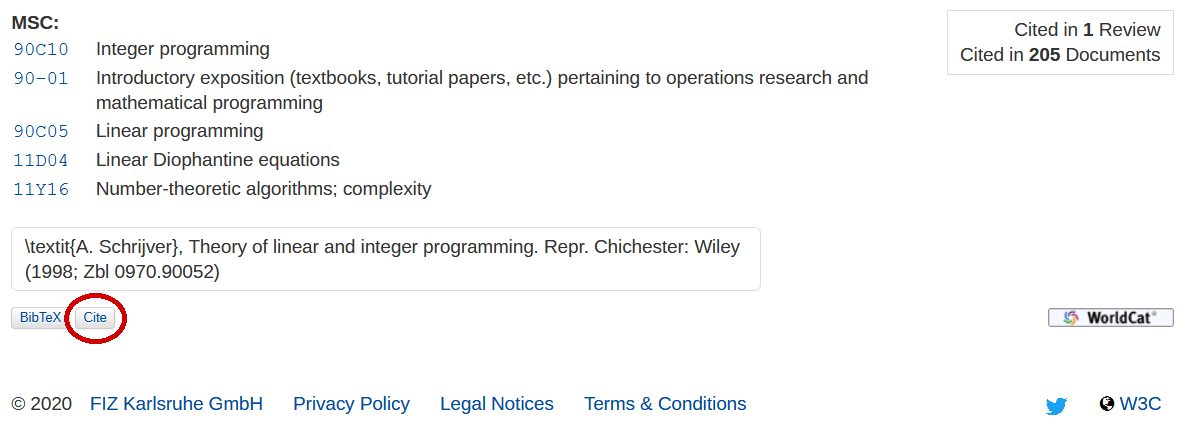 MSC:
Cited in 1 Review
Cited in 205 Documents
90C10 Integer programming
90-01 Introductory exposition (textbooks, tutorial papers, etc.) pertaining to operations research and
mathematical programming
90C05 Linear programming
11D04 Linear Diophantine equations
11Y16 Number-theoretic algorithms; complexity
\textit{A. Schrijver}, Theory of linear and integer programming. Repr. Chichester: Wiley
(1998; Zbl 0970.90052)
BibTeX Cite WorldCat®
© 2020 FIZ Karlsruhe GmbH Privacy Policy Legal Notices Terms & Conditions W3C